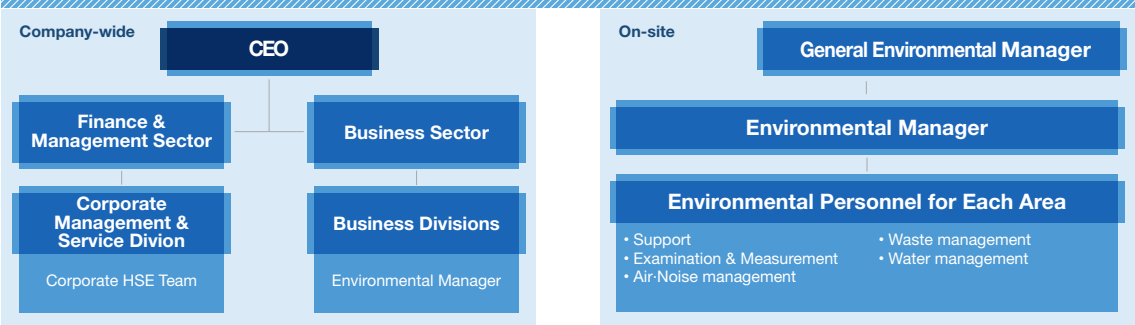 Company-wide
CEO
Finance &
Management Sector
Business Sector
Corporate
Management &
Service Divion
Corporate HSE Team
Business Divisions
Environmental Manager
On-site
General Environmental Manager
Environmental Manager
Environmental Personnel for Each Area
• Support
• Examination & Measurement
• Air·Noise management
• Waste management
• Water management